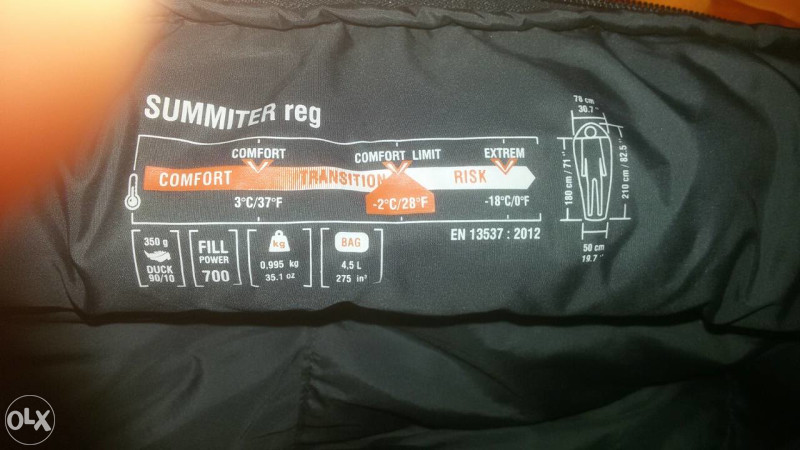 SUMMITER reg
COMFORT COMFORT LIMIT EXTREM
COMFORT TRANSITION RISK
3°C/37°F -2°C/28°F -18°C/0°F
EN 13537 : 2012
350 g
DUCK
90/10
FILL
POWER
700
kg
0,995 kg
35.1 oz
BAG
4,5 L
275 in³
78 cm
30.7 "
180 cm / 71 "
210 cm / 82.5 "
50 cm
19.7 "
OLX